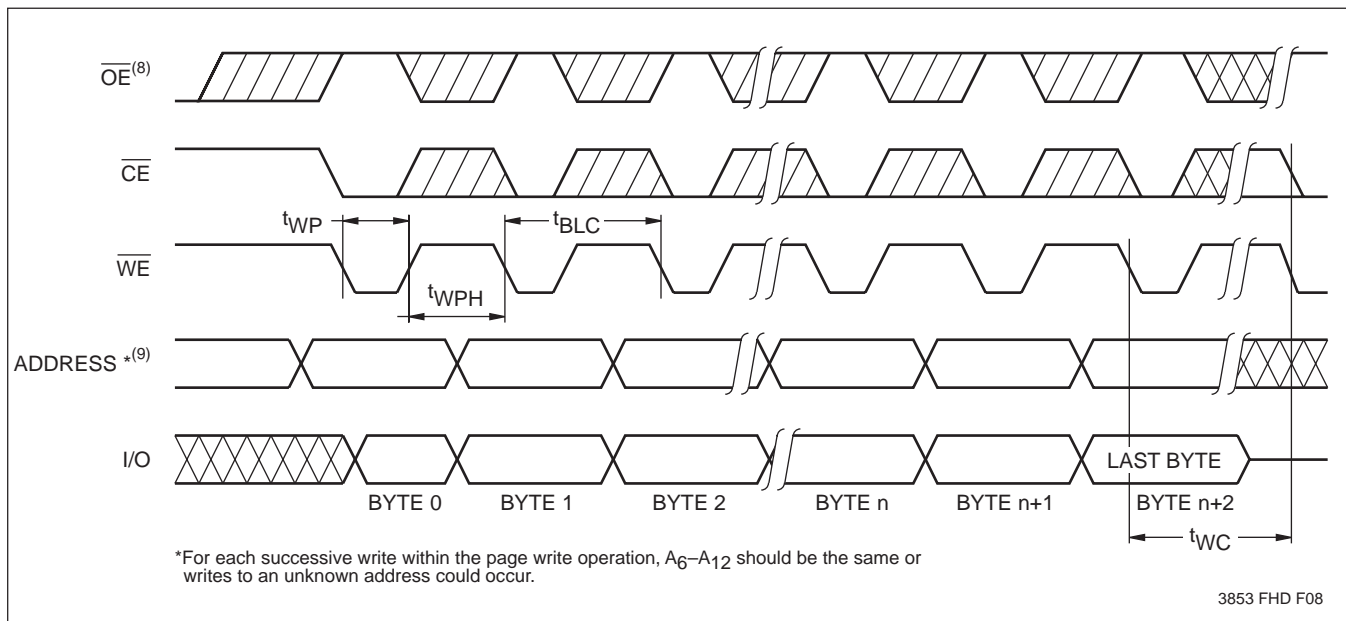 OE(8)
CE
tWP
tBLC
WE
tWPH
ADDRESS *(9)
I/O
LAST BYTE
BYTE 0 BYTE 1 BYTE 2 BYTE n BYTE n+1 BYTE n+2
tWC
*For each successive write within the page write operation, A6–A12 should be the same or
writes to an unknown address could occur.
3853 FHD F08